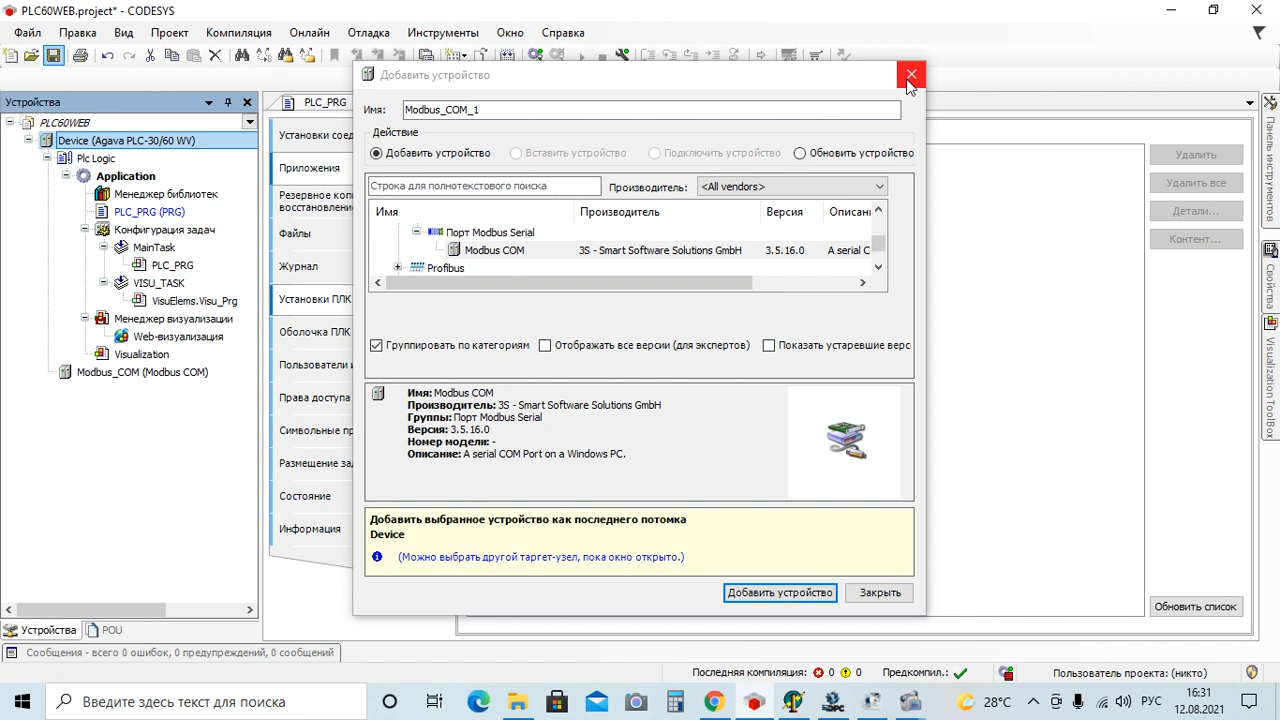 PLC60WEB.project* - CODESYS
Файл Правка Вид Проект Компиляция Онлайн Отладка Инструменты Окно Справка
Устройства
PLC60WEB
Device (Agava PLC-30/60 WV)
Plc Logic
Application
Менеджер библиотек
PLC_PRG (PRG)
Конфигурация задач
MainTask
PLC_PRG
VISU_TASK
VisuElems.Visu_Prg
Менеджер визуализации
Web-визуализация
Visualization
Modbus_COM (Modbus COM)
Устройства POU
PLC_PRG
Установки сое
Приложения
Резервное коп
восстановлени
Файлы
Журнал
Установки ПЛК
Оболочка ПЛК
Пользователи и
Права доступа
Символьные пр
Размещение зад
Состояние
Информация
Добавить устройство
Имя: Modbus_COM_1
Действие
Добавить устройство Вставить устройство Подключить устройство Обновить устройство
Строка для полнотекстового поиска Производитель: <All vendors>
Имя Производитель Версия Описан
Порт Modbus Serial
Modbus COM 3S - Smart Software Solutions GmbH 3.5.16.0 A serial C
Profibus
Группировать по категориям Отображать все версии (для экспертов) Показать устаревшие верс
Имя: Modbus COM
Производитель: 3S - Smart Software Solutions GmbH
Группы: Порт Modbus Serial
Версия: 3.5.16.0
Номер модели: -
Описание: A serial COM Port on a Windows PC.
Добавить выбранное устройство как последнего потомка
Device
(Можно выбрать другой таргет-узел, пока окно открыто.)
Добавить устройство Закрыть
Удалить
Удалить все
Детали...
Контент...
Обновить список
Панель инструментов
Свойства
Visualization ToolBox
Сообщения - всего 0 ошибок, 0 предупреждений, 0 сообщений
Последняя компиляция: 0 0 Предкомпил.: Пользователь проекта: (никто)
Введите здесь текст для поиска
28°C
РУС
16:31
12.08.2021